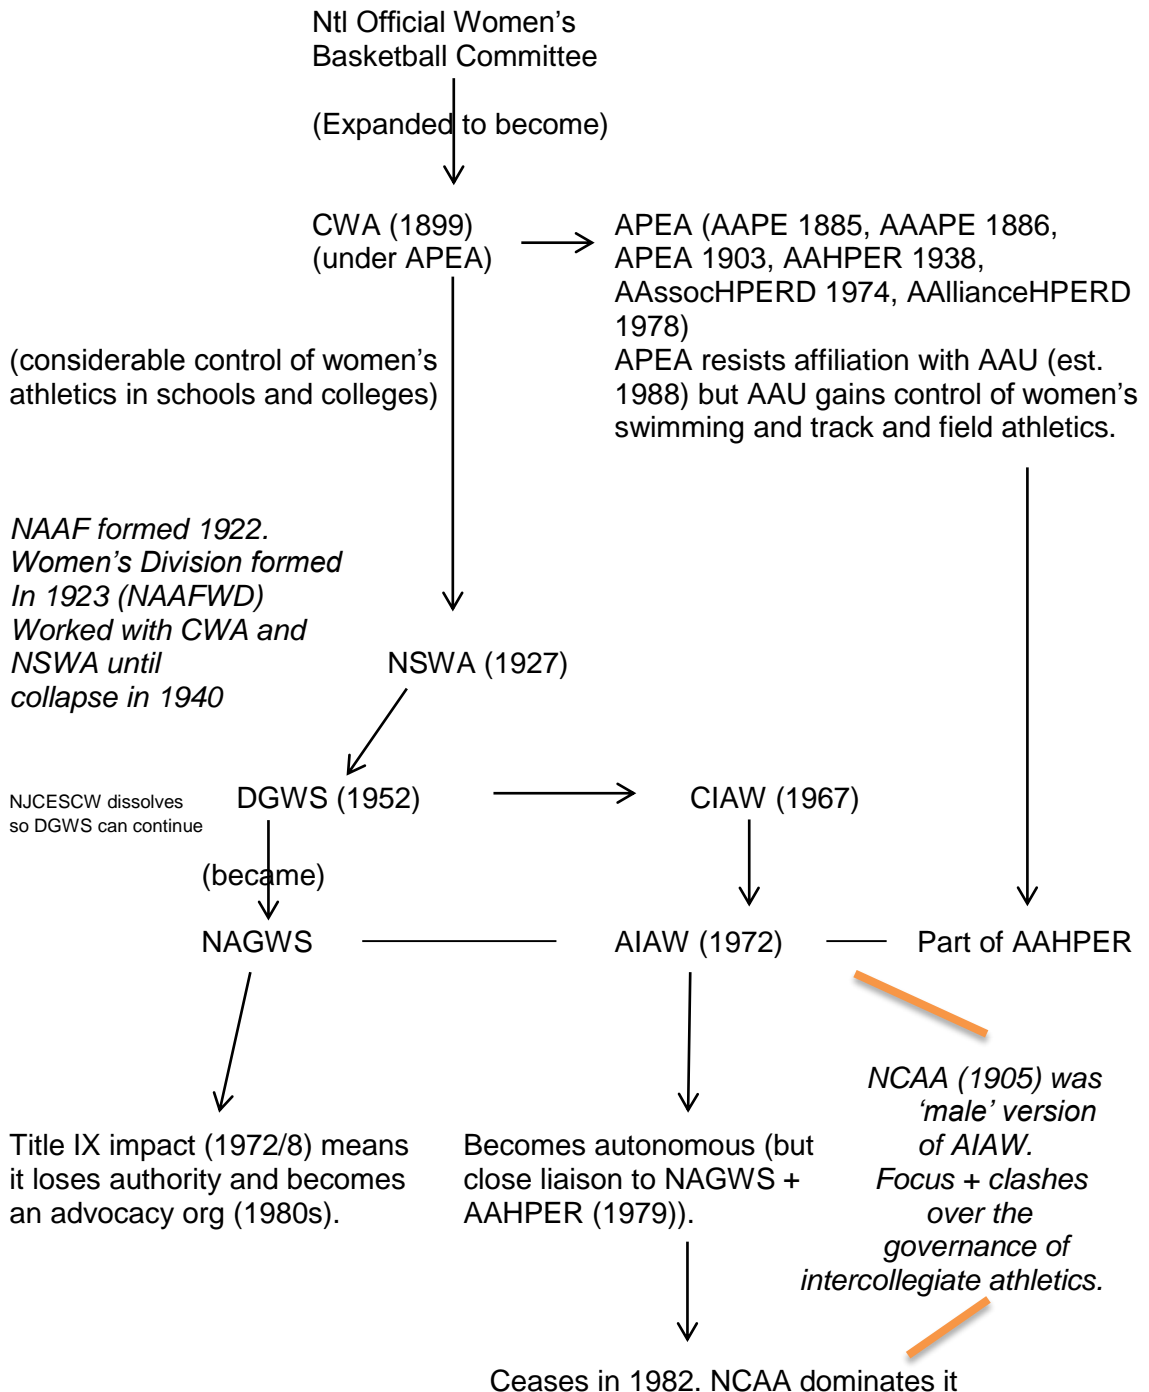 Ntl Official Women’s
Basketball Committee
(Expanded to become)
CWA (1899)
(under APEA)
APEA (AAPE 1885, AAAPE 1886,
APEA 1903, AAHPER 1938,
AAssocHPERD 1974, AAllianceHPERD
1978)
APEA resists affiliation with AAU (est.
1988) but AAU gains control of women’s
swimming and track and field athletics.
(considerable control of women’s
athletics in schools and colleges)
NAAF formed 1922.
Women’s Division formed
In 1923 (NAAFWD)
Worked with CWA and
NSWA until
collapse in 1940
NSWA (1927)
NJCESCW dissolves
so DGWS can continue
DGWS (1952)
CIAW (1967)
(became)
NAGWS
AIAW (1972)
Part of AAHPER
NCAA (1905) was
‘male’ version
of AIAW.
Focus + clashes
over the
governance of
intercollegiate athletics.
Title IX impact (1972/8) means
it loses authority and becomes
an advocacy org (1980s).
Becomes autonomous (but
close liaison to NAGWS +
AAHPER (1979)).
Ceases in 1982. NCAA dominates it